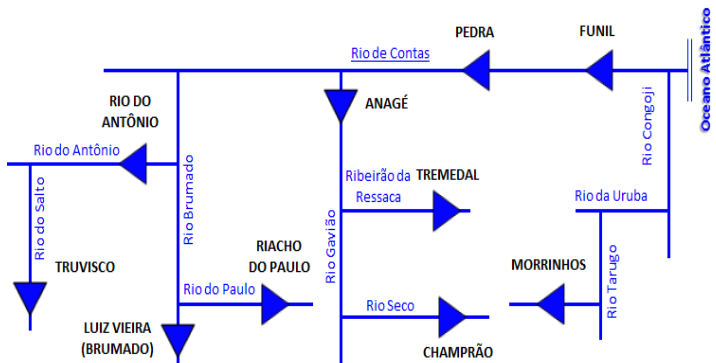 PEDRA
FUNIL
Rio de Contas
Oceano Atlântico
RIO DO
ANTÔNIO
ANAGÉ
Rio Congoji
Rio do Antônio
Ribeirão da
Ressaca
TREMEDAL
Rio do Salto
Rio Brumado
Rio Gavião
Rio da Uruba
RIACHO
DO PAULO
TRUVISCO
MORRINHOS
Rio Tarugo
Rio do Paulo
Rio Seco
LUIZ VIEIRA
(BRUMADO)
CHAMPRÃO